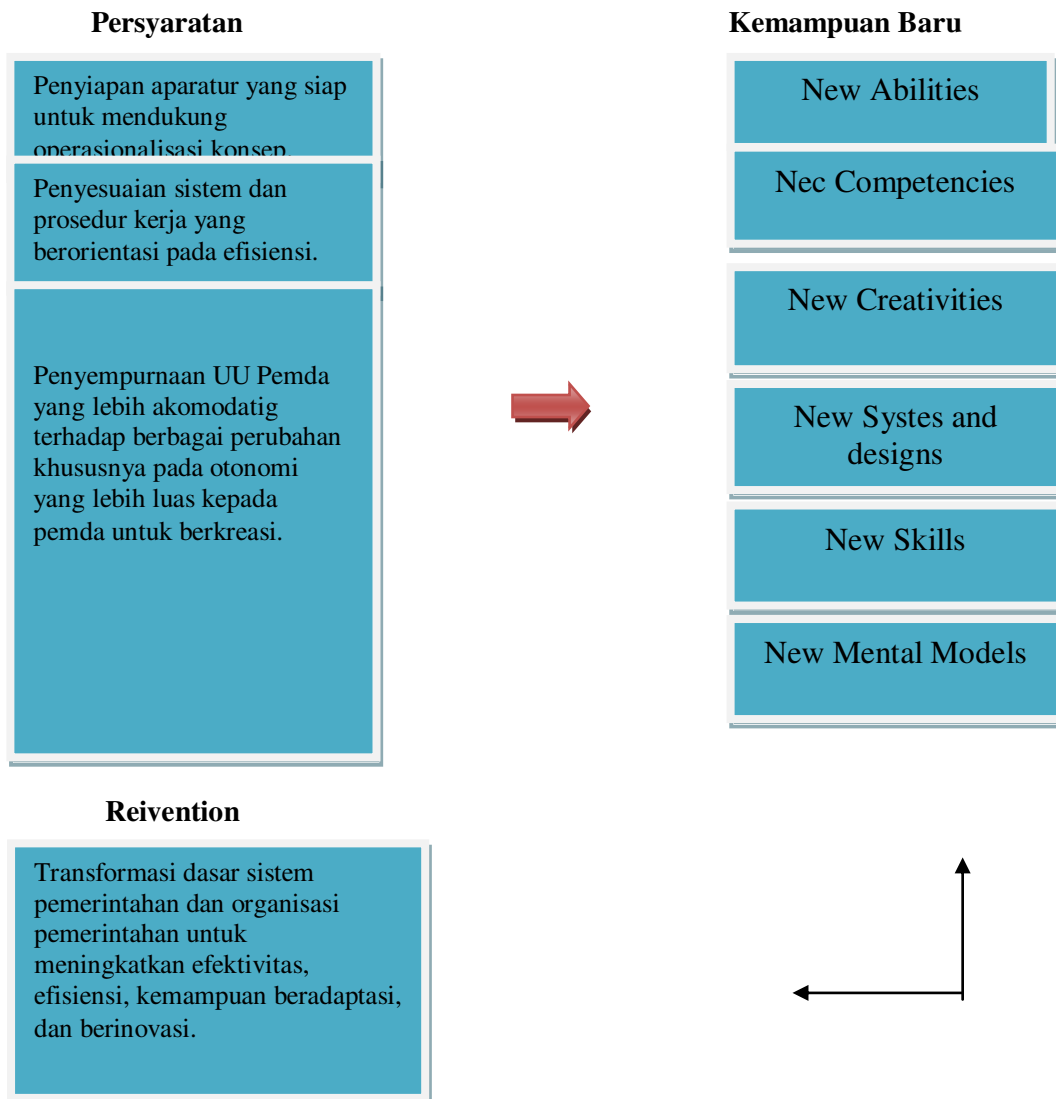 Persyaratan
Penyiapan aparatur yang siap
untuk mendukung
operasionalisasi konsep.
Penyesuaian sistem dan
prosedur kerja yang
berorientasi pada efisiensi.
Penyempurnaan UU Pemda
yang lebih akomodatig
terhadap berbagai perubahan
khususnya pada otonomi
yang lebih luas kepada
pemda untuk berkreasi.
Kemampuan Baru
New Abilities
Nec Competencies
New Creativities
New Systes and
designs
New Skills
New Mental Models
Reivention
Transformasi dasar sistem
pemerintahan dan organisasi
pemerintahan untuk
meningkatkan efektivitas,
efisiensi, kemampuan beradaptasi,
dan berinovasi.